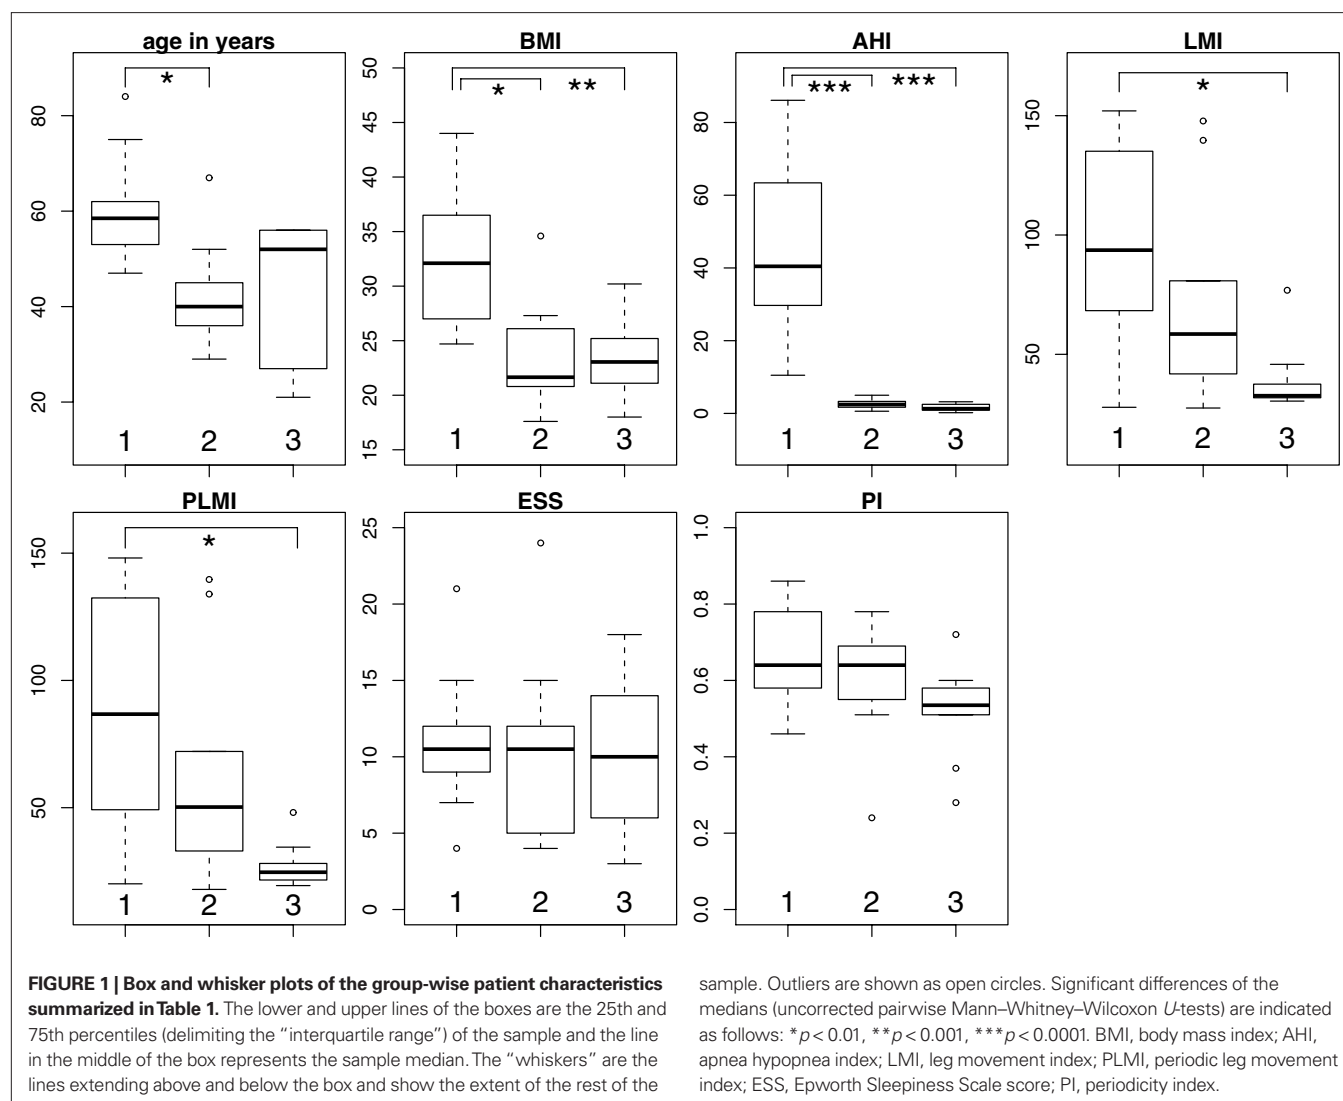 age in years
*
80
60
40
20
1 2 3
BMI
* **
50
45
40
35
30
25
20
15
1 2 3
AHI
*** ***
80
60
40
20
0
1 2 3
LMI
*
150
100
50
1 2 3
PLMI
*
150
100
50
1 2 3
ESS
25
20
15
10
5
0
1 2 3
PI
1.0
0.8
0.6
0.4
0.2
0.0
1 2 3
FIGURE 1 | Box and whisker plots of the group-wise patient characteristics
summarized in Table 1. The lower and upper lines of the boxes are the 25th and
75th percentiles (delimiting the “interquartile range”) of the sample and the line
in the middle of the box represents the sample median. The “whiskers” are the
lines extending above and below the box and show the extent of the rest of the
sample. Outliers are shown as open circles. Significant differences of the
medians (uncorrected pairwise Mann–Whitney–Wilcoxon U-tests) are indicated
as follows: *p < 0.01, **p < 0.001, ***p < 0.0001. BMI, body mass index; AHI,
apnea hypopnea index; LMI, leg movement index; PLMI, periodic leg movement
index; ESS, Epworth Sleepiness Scale score; PI, periodicity index.